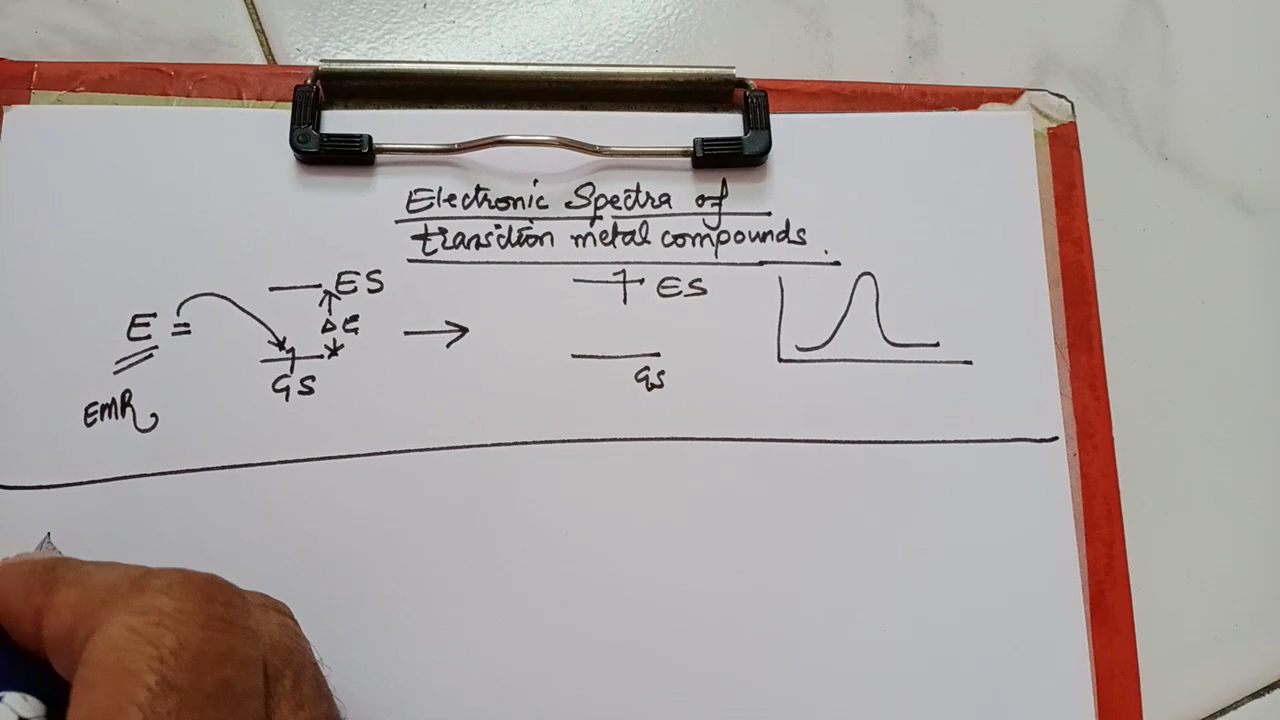 Electronic Spectra of
transition metal compounds.
ES
ES
E =
ΔE
GS
GS
EMR